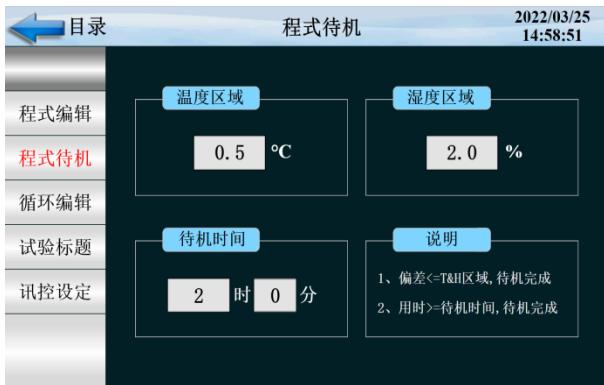 目录
程式待机
2022/03/25
14:58:51
程式编辑
程式待机
循环编辑
试验标题
讯控设定
温度区域
0.5 ℃
湿度区域
2.0 %
待机时间
2 时 0 分
说明
1、偏差<=T&H区域,待机完成
2、用时>=待机时间,待机完成